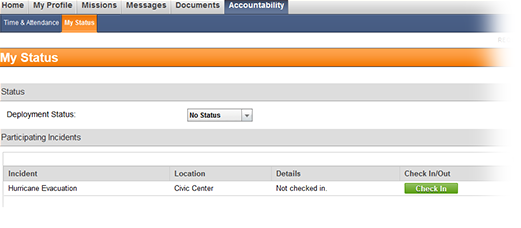 Home My Profile Missions Messages Documents Accountability
Time & Attendance My Status
My Status
Status
Deployment Status: No Status
Participating Incidents
Incident Location Details Check In/Out
Hurricane Evacuation Civic Center Not checked in. Check In